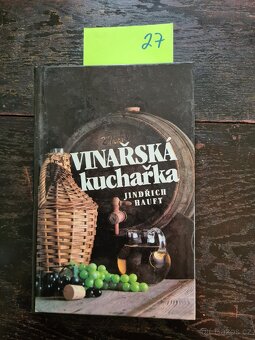 27
VINAŘSKÁ
kuchařka
JINDŘICH
HAUFT